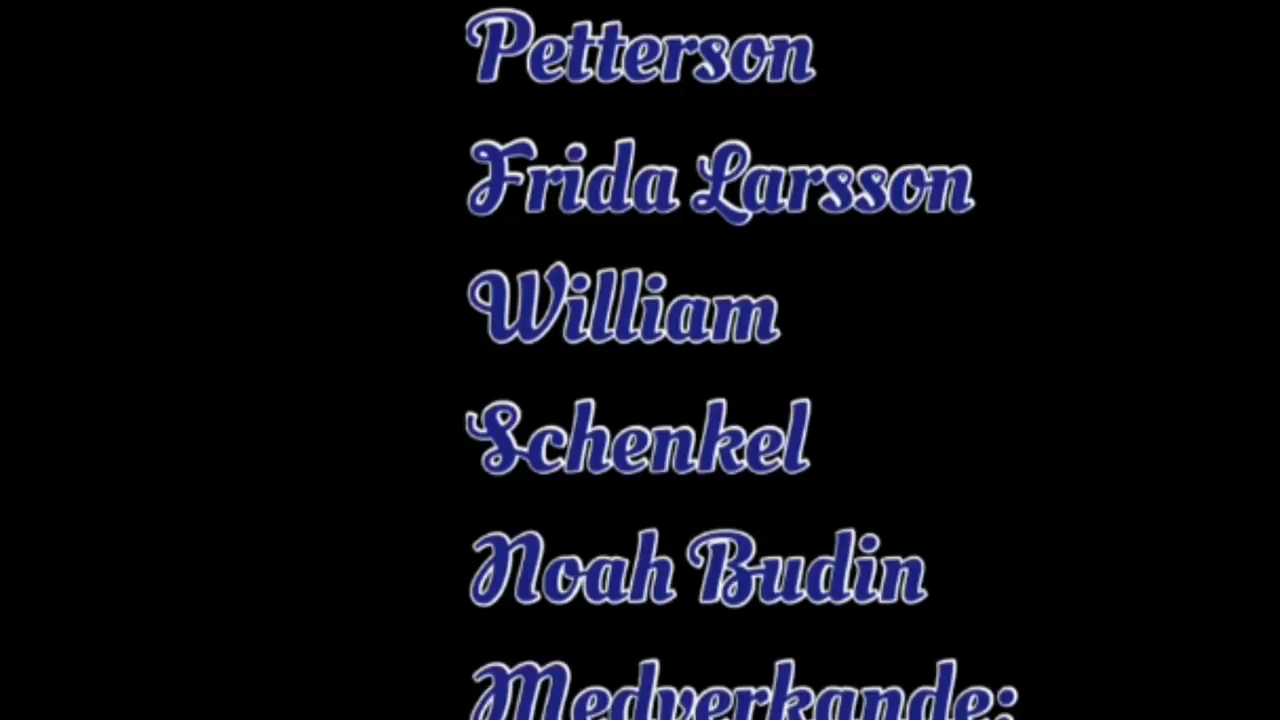 Petterson
Frida Larsson
William
Schenkel
Noah Budin
Medverkande: